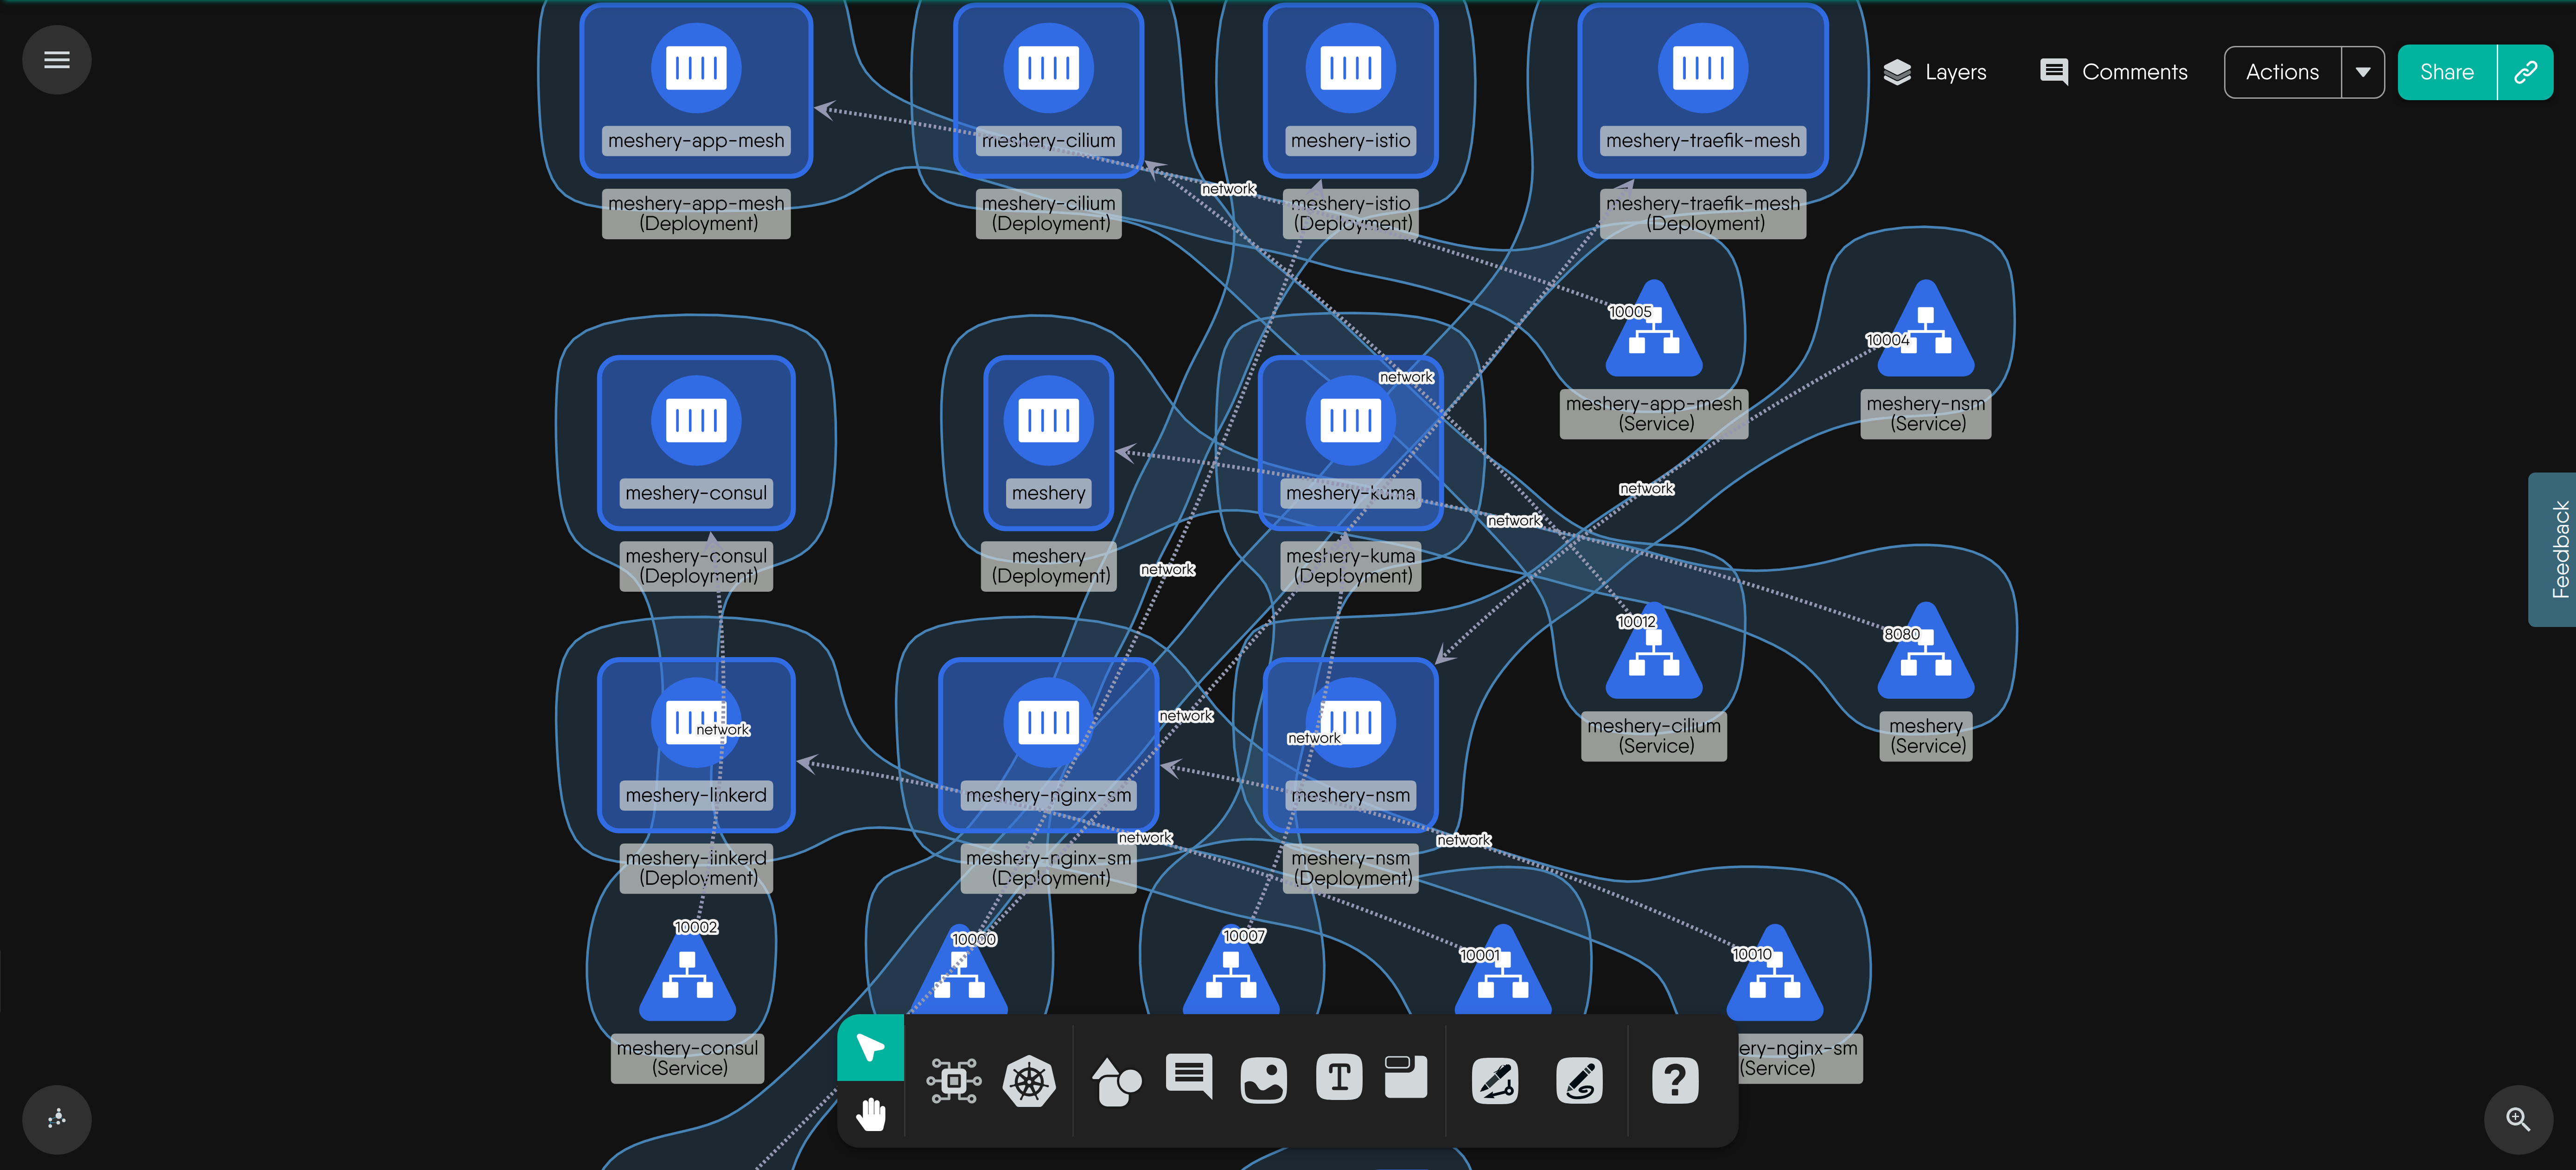 meshery-app-mesh
meshery-cilium
meshery-istio
meshery-traefik-mesh
Layers
Comments
Actions
Share
meshery-app-mesh
(Deployment)
meshery-cilium
(Deployment)
network
meshery-istio
(Deployment)
meshery-traefik-mesh
(Deployment)
10005
10004
network
meshery-app-mesh
(Service)
meshery-nsm
(Service)
meshery-consul
meshery
meshery-kuma
network
network
Feedback
meshery-consul
(Deployment)
meshery
(Deployment)
network
meshery-kuma
(Deployment)
10012
8080
network
network
network
meshery-cilium
(Service)
meshery
(Service)
meshery-linkerd
meshery-nginx-sm
meshery-nsm
network
network
meshery-linkerd
(Deployment)
meshery-nginx-sm
(Deployment)
meshery-nsm
(Deployment)
10002
10000
10007
10001
10010
meshery-consul
(Service)
ery-nginx-sm
(Service)
T
?